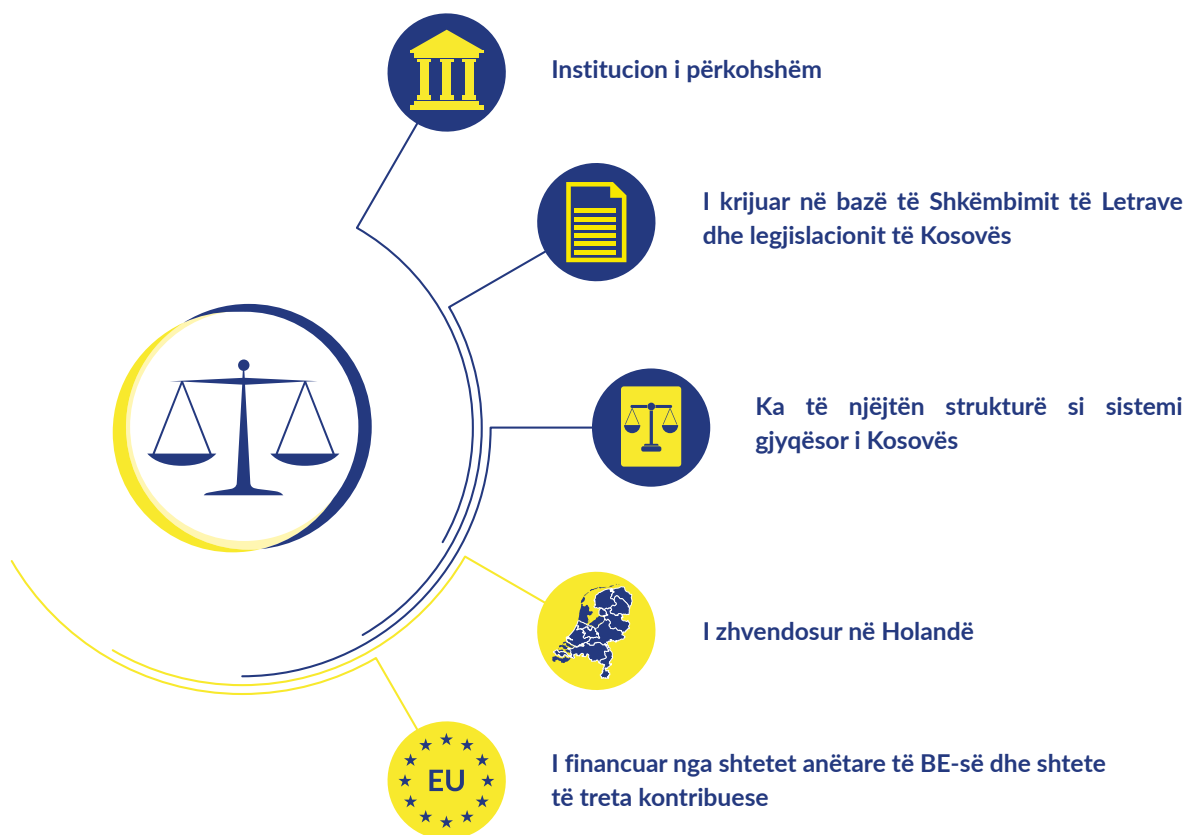 Institucion i përkohshëm
I krijuar në bazë të Shkëmbimit të Letrave
dhe legjislacionit të Kosovës
Ka të njëjtën strukturë si sistemi
gjyqësor i Kosovës
I zhvendosur në Holandë
EU
I financuar nga shtetet anëtare të BE-së dhe shtete
të treta kontribuese